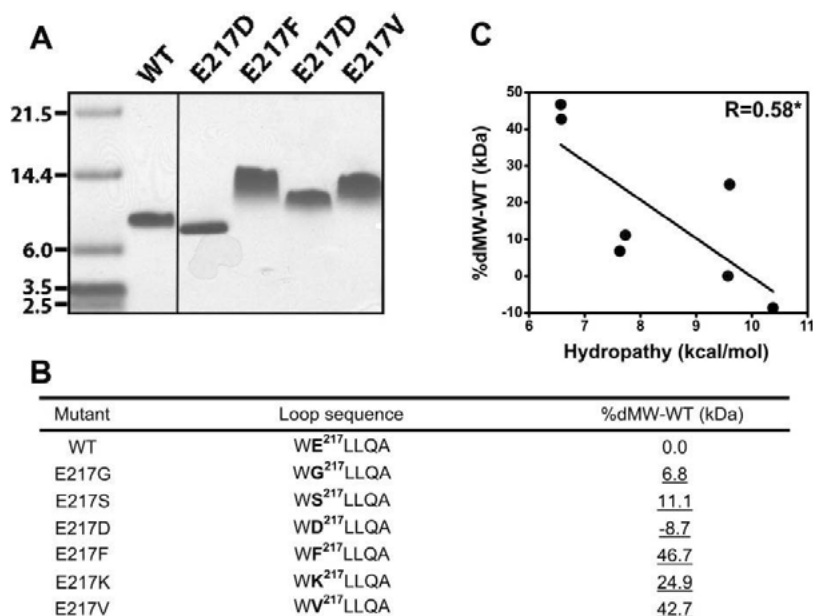 A
WT
E217D
E217F
E217D
E217V
21.5
14.4
6.0
3.5
2.5
C
R=0.58*
%dMW-WT (kDa)
50
40
30
20
10
0
-10
6 7 8 9 10 11
Hydropathy (kcal/mol)
B
Mutant Loop sequence %dMW-WT (kDa)
WT WE²¹⁷LLQA 0.0
E217G WG²¹⁷LLQA 6.8
E217S WS²¹⁷LLQA 11.1
E217D WD²¹⁷LLQA -8.7
E217F WF²¹⁷LLQA 46.7
E217K WK²¹⁷LLQA 24.9
E217V WV²¹⁷LLQA 42.7